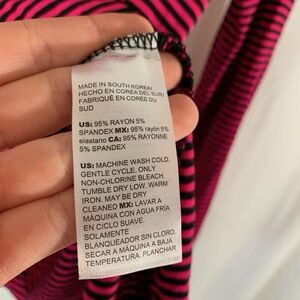 MADE IN SOUTH KOREA/
HECHO EN COREA DEL SUR/
FABRIQUÉ EN CORÉE DU
SUD
US: 95% RAYON 5%
SPANDEX MX: 95% rayón 5%
elastano CA: 95% RAYONNE
5% SPANDEX
US: MACHINE WASH COLD,
GENTLE CYCLE. ONLY
NON-CHLORINE BLEACH.
TUMBLE DRY LOW. WARM
IRON. MAY BE DRY
CLEANED MX: LAVAR A
MÁQUINA CON AGUA FRÍA
EN CICLO SUAVE.
SOLAMENTE
BLANQUEADOR SIN CLORO.
SECAR A MÁQUINA A BAJA
TEMPERATURA. PLANCHAR